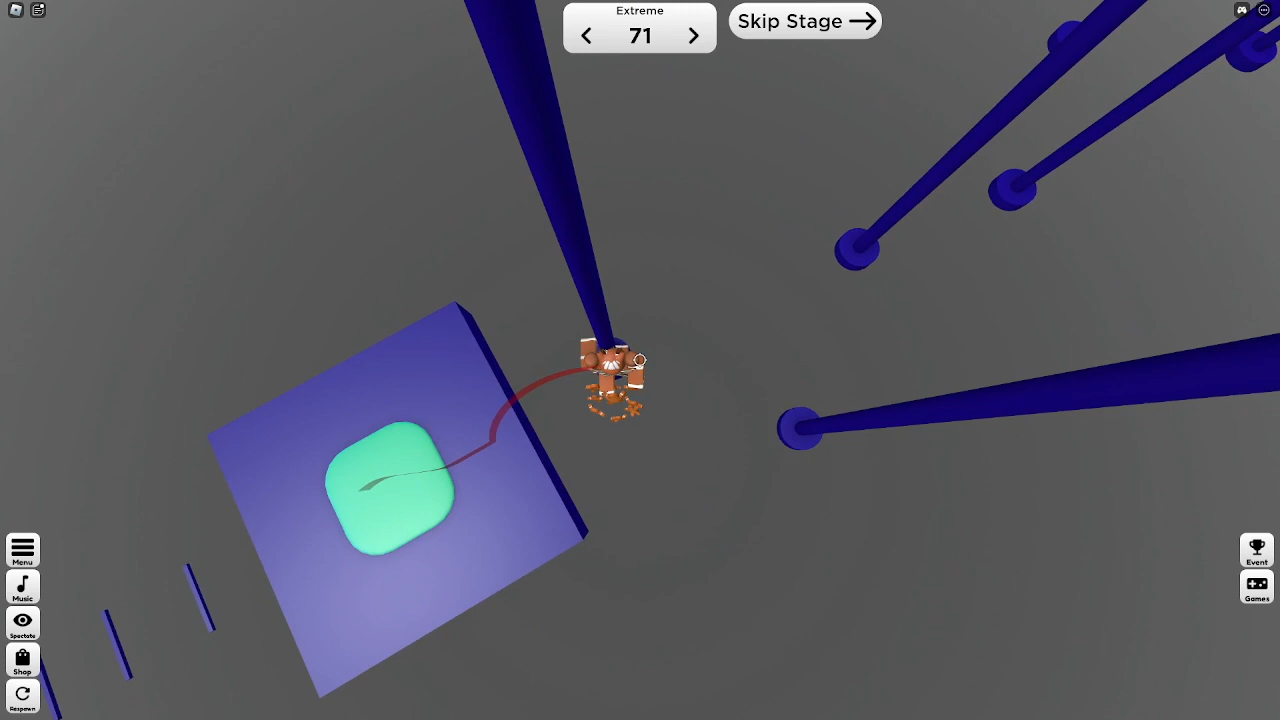 Extreme
71
Skip Stage
Menu
Music
Spectate
Shop
Respawn
Event
Games